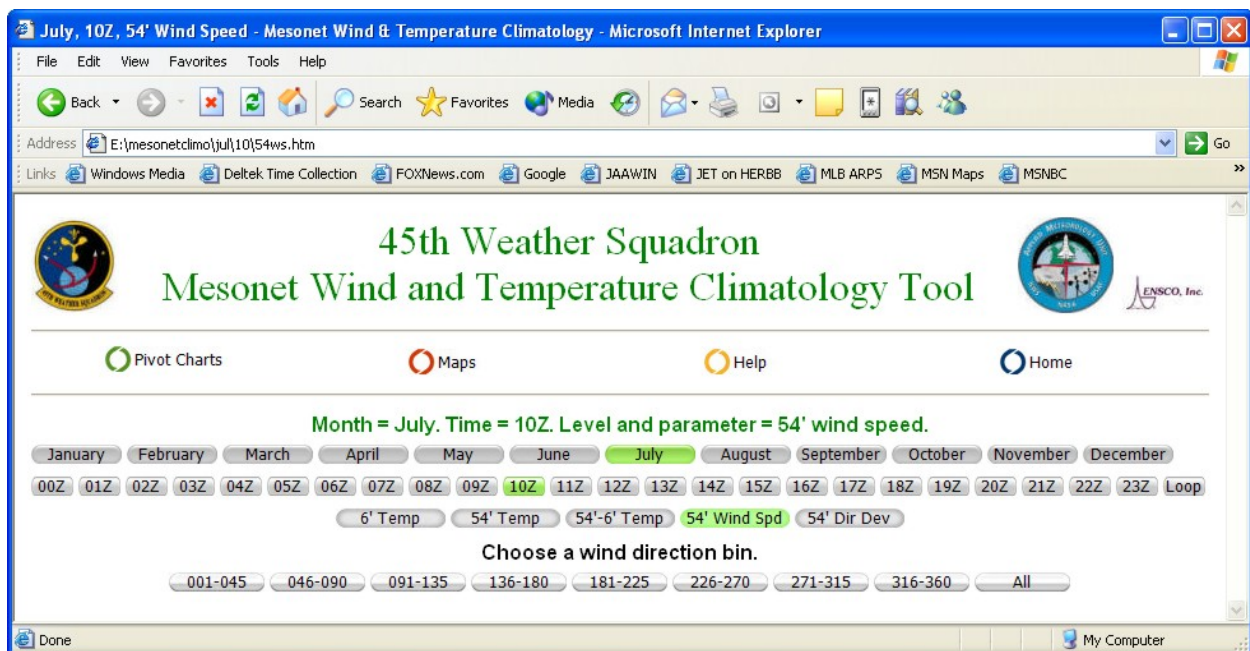 July, 10Z, 54' Wind Speed - Mesonet Wind & Temperature Climatology - Microsoft Internet Explorer
File Edit View Favorites Tools Help
Back Search Favorites Media
Address E:\mesonetclimo\jul\10\54ws.htm Go
Links Windows Media Deltek Time Collection FOXNews.com Google JAAWIN JET on HERBB MLB ARPS MSN Maps MSNBC »
45th Weather Squadron
Mesonet Wind and Temperature Climatology Tool
ENSCO, Inc.
Pivot Charts Maps Help Home
Month = July. Time = 10Z. Level and parameter = 54' wind speed.
January February March April May June July August September October November December
00Z 01Z 02Z 03Z 04Z 05Z 06Z 07Z 08Z 09Z 10Z 11Z 12Z 13Z 14Z 15Z 16Z 17Z 18Z 19Z 20Z 21Z 22Z 23Z Loop
6' Temp 54' Temp 54'-6' Temp 54' Wind Spd 54' Dir Dev
Choose a wind direction bin.
001-045 046-090 091-135 136-180 181-225 226-270 271-315 316-360 All
Done My Computer